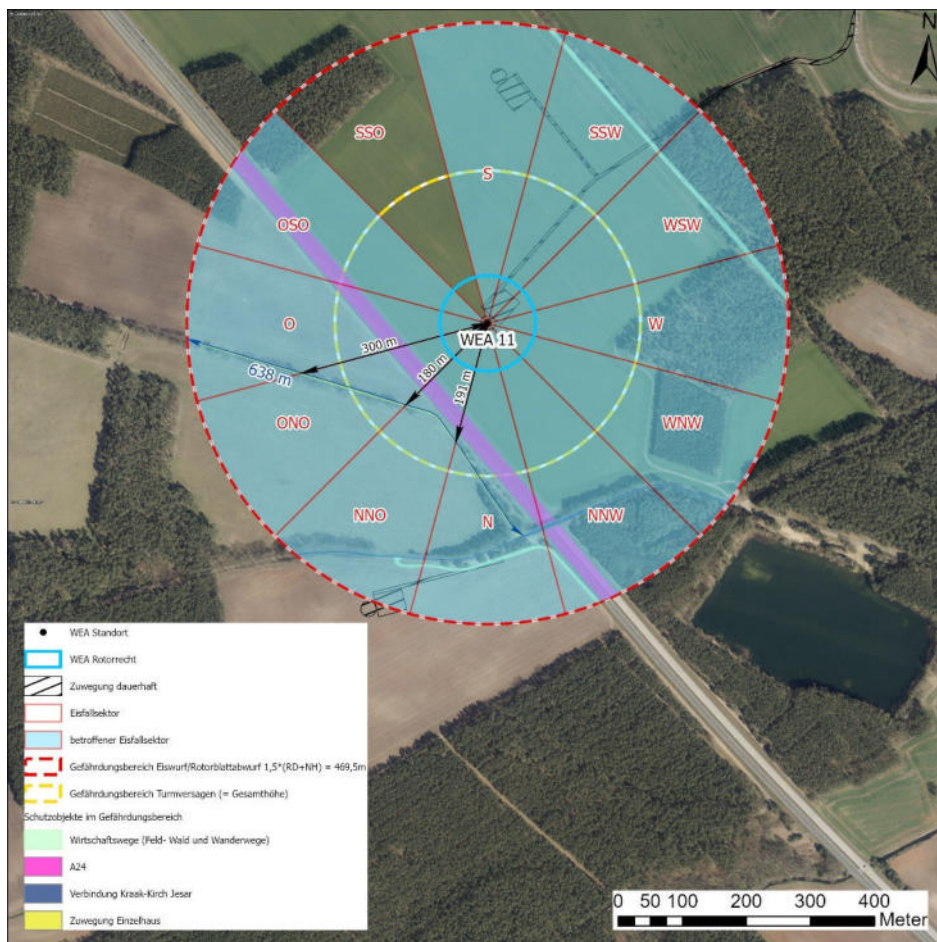 N
SSO
SSW
S
OSO
WSW
O
W
WEA 11
300 m
180 m
191 m
638 m
ONO
WNW
NNO
N
NNW
WEA Standort
WEA Rotorrecht
Zuwegung dauerhaft
Eisfallsektor
betroffener Eisfallsektor
Gefährdungsbereich Eiswurf/Rotorblattabwurf 1,5*(RD+NH) = 469,5m
Gefährdungsbereich Turmversagen (= Gesamthöhe)
Schutzobjekte im Gefährdungsbereich
Wirtschaftswege (Feld- Wald und Wanderwege)
A24
Verbindung Kraak-Kirch Jesar
Zuwegung Einzelhaus
0 50 100 200 300 400
Meter